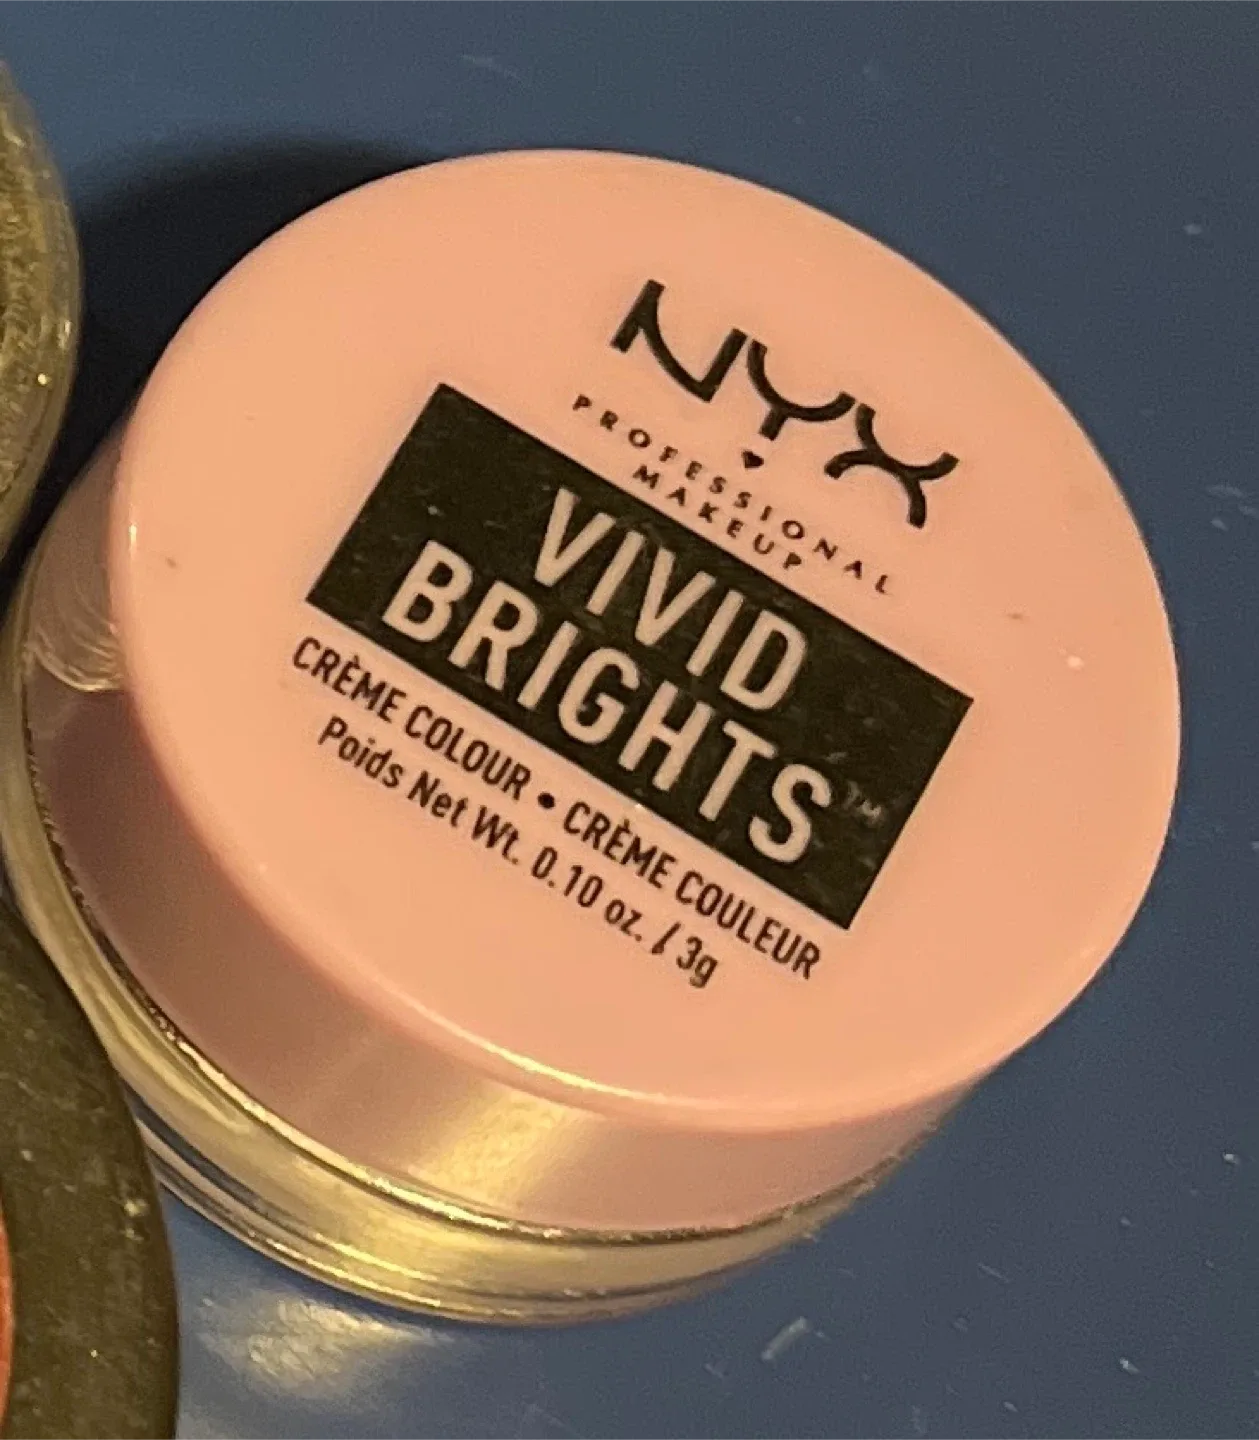 NYX
PROFESSIONAL
MAKEUP
VIVID
BRIGHTS™
CRÈME COLOUR • CRÈME COULEUR
Poids Net Wt. 0.10 oz. / 3g